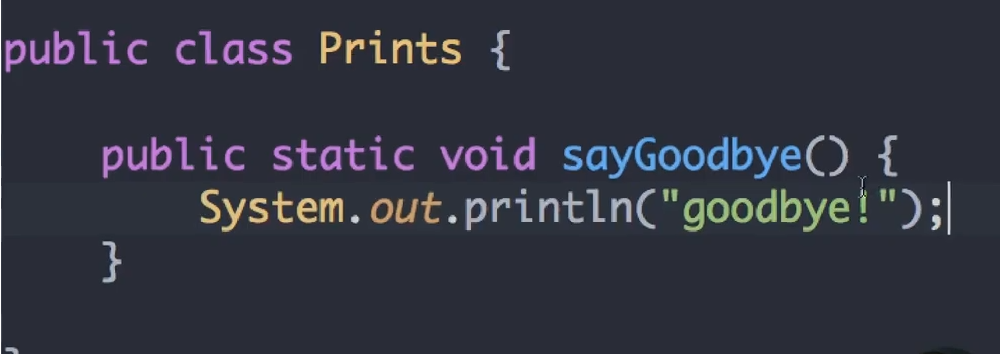 public class Prints {
public static void sayGoodbye() {
System.out.println("goodbye!");
}
}